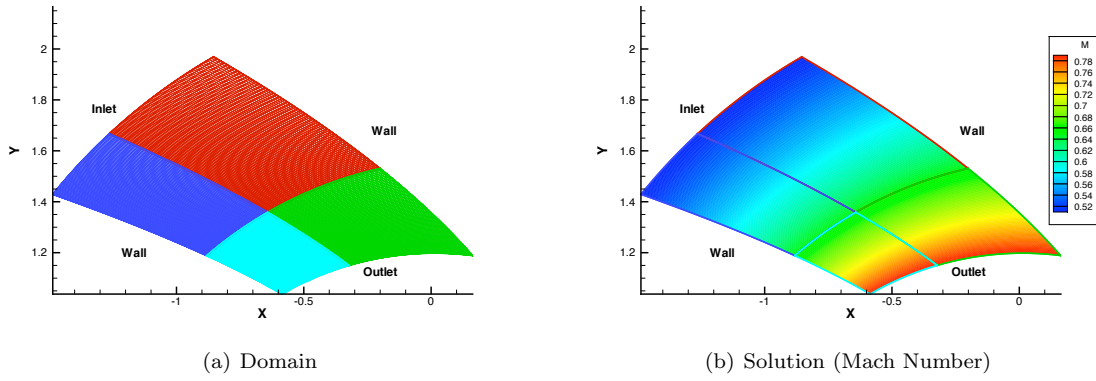 2
1.8
1.6
1.4
1.2
Y
Inlet
Wall
Wall
Outlet
-1
-0.5
0
X
(a) Domain
2
1.8
1.6
1.4
1.2
Y
Inlet
Wall
Wall
Outlet
-1
-0.5
0
X
M
0.78
0.76
0.74
0.72
0.7
0.68
0.66
0.64
0.62
0.6
0.58
0.56
0.54
0.52
(b) Solution (Mach Number)